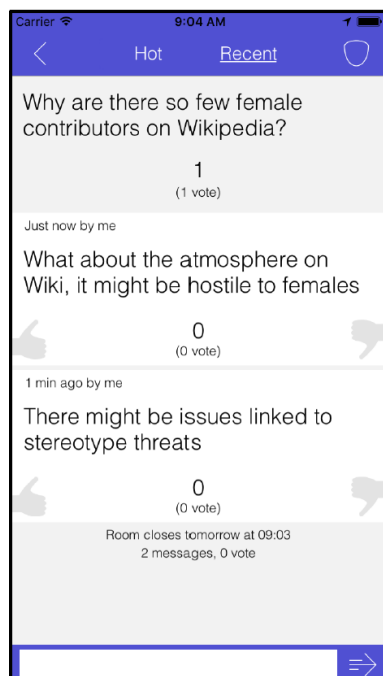 Carrier 9:04 AM
Hot Recent
Why are there so few female
contributors on Wikipedia?
1
(1 vote)
Just now by me
What about the atmosphere on
Wiki, it might be hostile to females
0
(0 vote)
1 min ago by me
There might be issues linked to
stereotype threats
0
(0 vote)
Room closes tomorrow at 09:03
2 messages, 0 vote